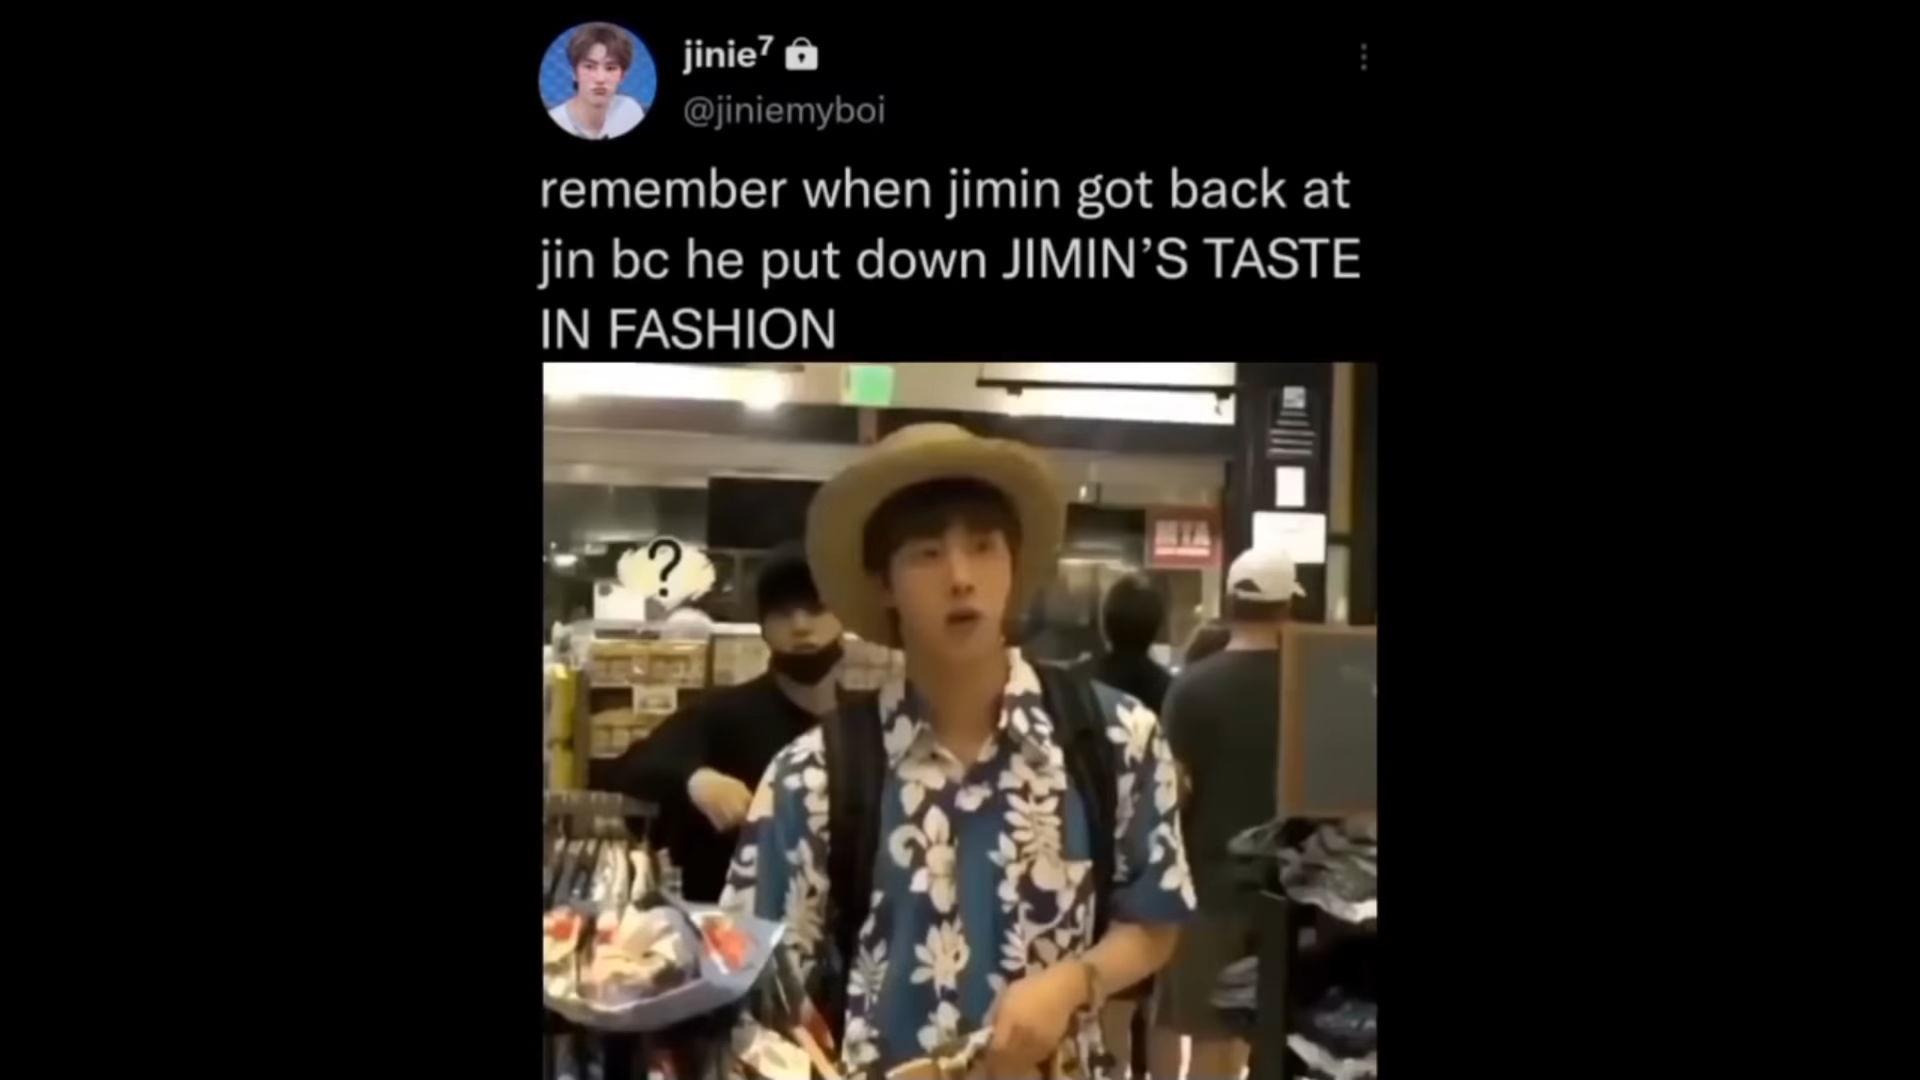 jinie⁷
@jiniemyboi
remember when jimin got back at
jin bc he put down JIMIN’S TASTE
IN FASHION
?